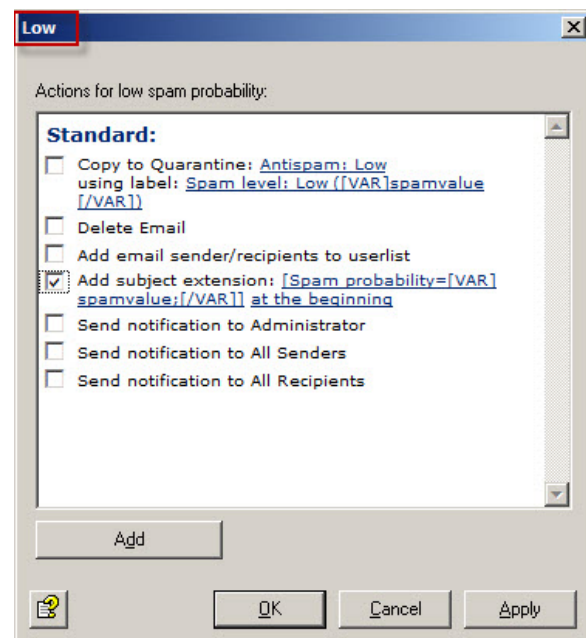 Low
Actions for low spam probability:
Standard:
Copy to Quarantine: Antispam: Low
using label: Spam level: Low ([VAR]spamvalue
[/VAR])
Delete Email
Add email sender/recipients to userlist
Add subject extension: [Spam probability=[VAR]
spamvalue;[/VAR]] at the beginning
Send notification to Administrator
Send notification to All Senders
Send notification to All Recipients
Add
OK Cancel Apply